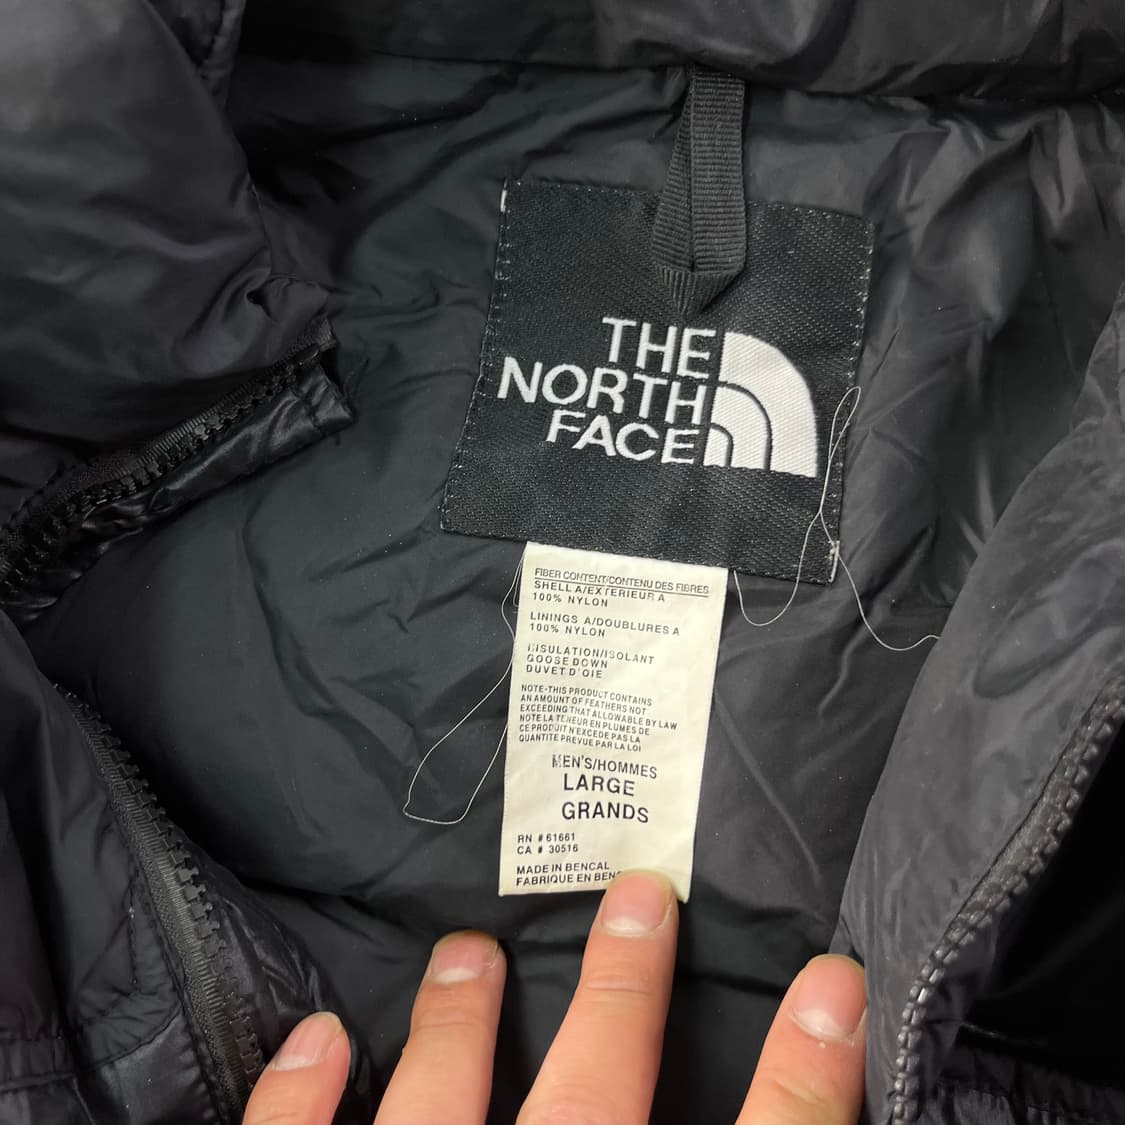 THE
NORTH
FACE
FIBER CONTENT/CONTENU DES FIBRES
SHELL A/EXTERIEUR A
100% NYLON
LININGS A/DOUBLURES A
100% NYLON
INSULATION/ISOLANT
GOOSE DOWN
DUVET D'OIE
NOTE-THIS PRODUCT CONTAINS
AN AMOUNT OF FEATHERS NOT
EXCEEDING THAT ALLOWABLE BY LAW
NOTE LA TENEUR EN PLUMES DE
CE PRODUIT N'EXCEDE PAS LA
QUANTITE PREVUE PAR LA LOI
MEN'S/HOMMES
LARGE
GRANDS
RN # 61661
CA # 30516
MADE IN BENCAL
FABRIQUE EN